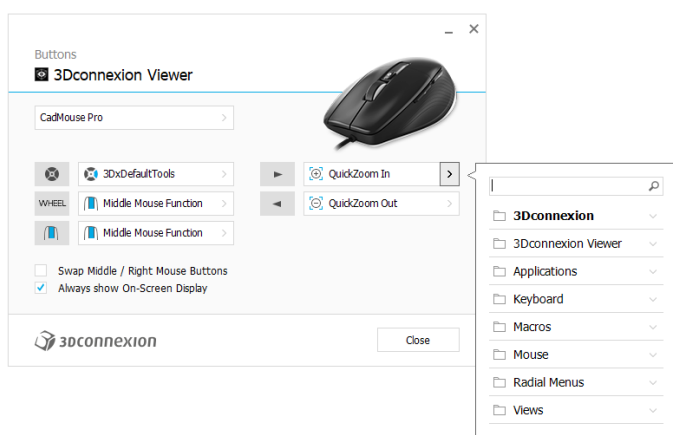 Buttons
3Dconnexion Viewer
CadMouse Pro
3DxDefaultTools
QuickZoom In
WHEEL
Middle Mouse Function
QuickZoom Out
Middle Mouse Function
Swap Middle / Right Mouse Buttons
Always show On-Screen Display
3Dconnexion
Close
3Dconnexion
3Dconnexion Viewer
Applications
Keyboard
Macros
Mouse
Radial Menus
Views